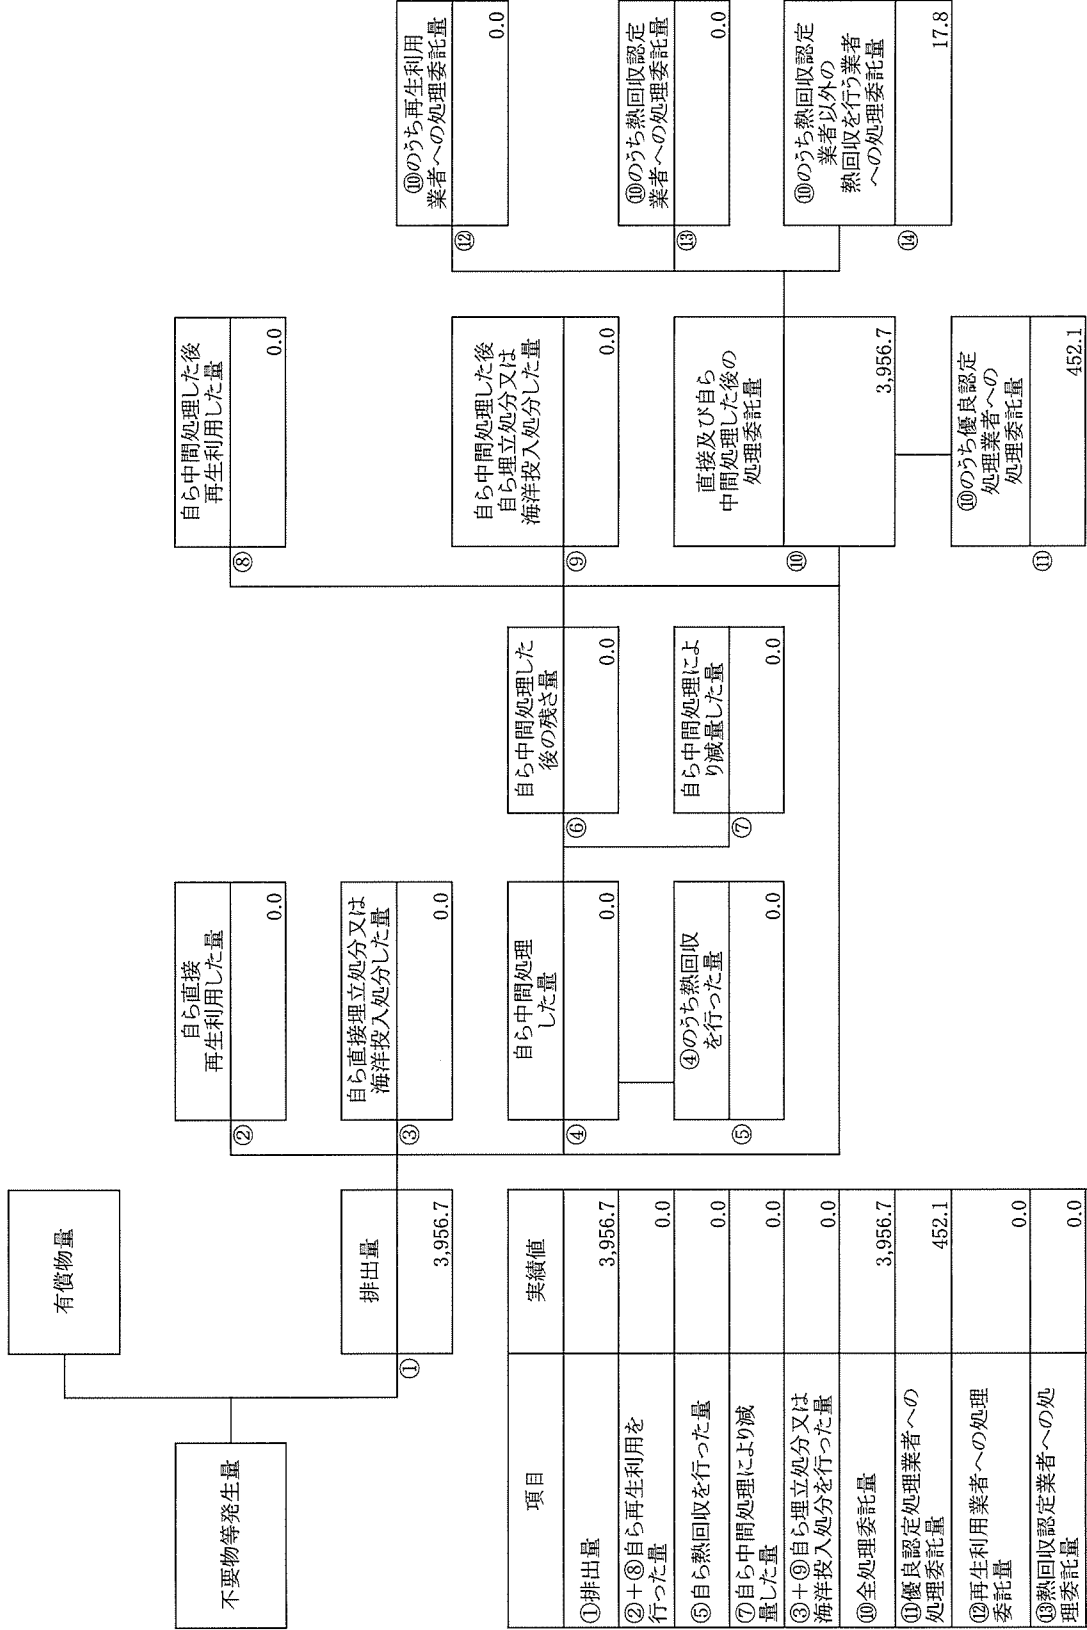 不要物等発生量
有償物量
排出量
①
3,956.7
自ら直接
再生利用した量
②
0.0
自ら直接埋立処分又は
海洋投入処分した量
③
0.0
自ら中間処理
した量
④
0.0
④のうち熱回収
を行った量
⑤
0.0
自ら中間処理した
後の残さ量
⑥
0.0
自ら中間処理によ
り減量した量
⑦
0.0
自ら中間処理した後
再生利用した量
⑧
0.0
自ら中間処理した後
自ら埋立処分又は
海洋投入処分した量
⑨
0.0
直接及び自ら
中間処理した後の
処理委託量
⑩
3,956.7
⑩のうち優良認定
処理業者への
処理委託量
⑪
452.1
⑩のうち再生利用
業者への処理委託量
⑫
0.0
⑩のうち熱回収認定
業者への処理委託量
⑬
0.0
⑩のうち熱回収認定
業者以外の
熱回収を行う業者
への処理委託量
⑭
17.8
項目
実績値
①排出量
3,956.7
②+⑧自ら再生利用を
行った量
0.0
⑤自ら熱回収を行った量
0.0
⑦自ら中間処理により減
量した量
0.0
③+⑨自ら埋立処分又は
海洋投入処分を行った量
0.0
⑩全処理委託量
3,956.7
⑪優良認定処理業者への
処理委託量
452.1
⑫再生利用業者への処理
委託量
0.0
⑬熱回収認定業者への処
理委託量
0.0